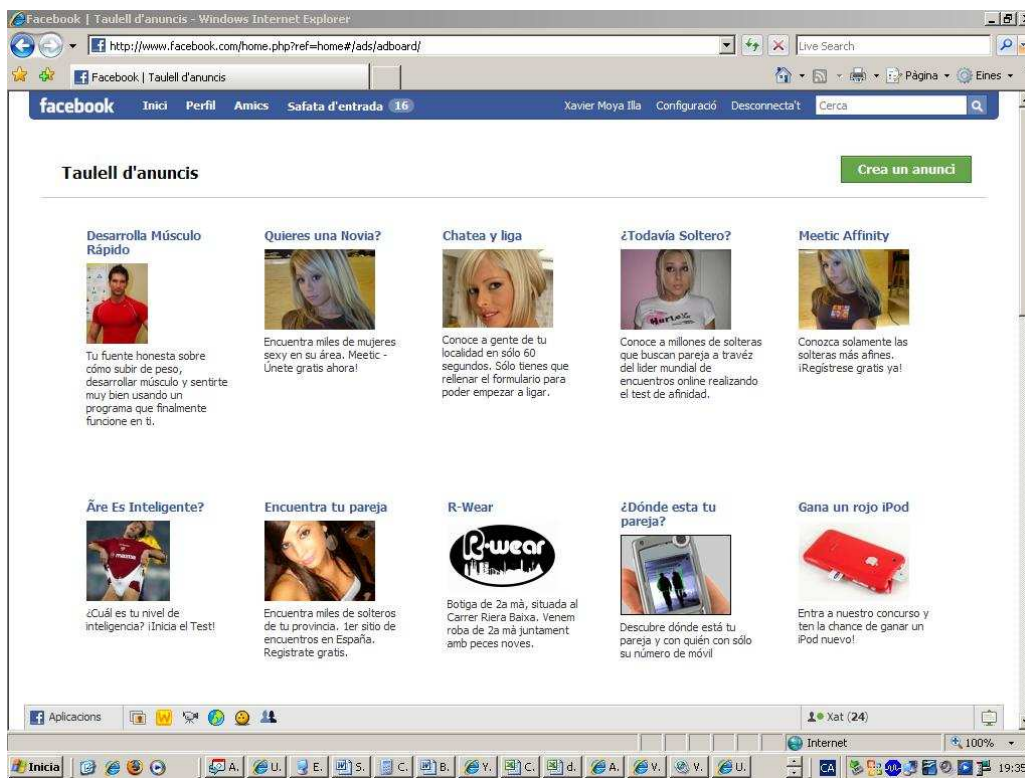 Facebook | Taulell d'anuncis - Windows Internet Explorer
http://www.facebook.com/home.php?ref=home#/ads/adboard/
Live Search
Facebook | Taulell d'anuncis
Pàgina
Eines
facebook Inici Perfil Amics Safata d'entrada 16 Xavier Moya Illa Configuració Desconnecta't Cerca
Taulell d'anuncis
Crea un anunci
Desarrolla Músculo
Rápido
Tu fuente honesta sobre
cómo subir de peso,
desarrollar músculo y sentirte
muy bien usando un
programa que finalmente
funcione en ti.
Quieres una Novia?
Encuentra miles de mujeres
sexy en su área. Meetic -
Únete gratis ahora!
Chatea y liga
Conoce a gente de tu
localidad en sólo 60
segundos. Sólo tienes que
rellenar el formulario para
poder empezar a ligar.
¿Todavía Soltero?
Conoce a millones de solteras
que buscan pareja a travéz
del lider mundial de
encuentros online realizando
el test de afinidad.
Meetic Affinity
Conozca solamente las
solteras más afines.
¡Regístrese gratis ya!
Ãre Es Inteligente?
¿Cuál es tu nivel de
inteligencia? ¡Inicia el Test!
Encuentra tu pareja
Encuentra miles de solteros
de tu provincia. 1er sitio de
encuentros en España.
Registrate gratis.
R-Wear
R-wear
Botiga de 2a mà, situada al
Carrer Riera Baixa. Venem
roba de 2a mà juntament
amb peces noves.
¿Dónde esta tu
pareja?
Descubre dónde está tu
pareja y con quién con sólo
su número de móvil
Gana un rojo iPod
Entra a nuestro concurso y
ten la chance de ganar un
iPod nuevo!
Aplicacions
Xat (24)
Internet
100%
Inicia A. U. E. S. C. B. Y. C. d. A. V. V. U. CA 19:35